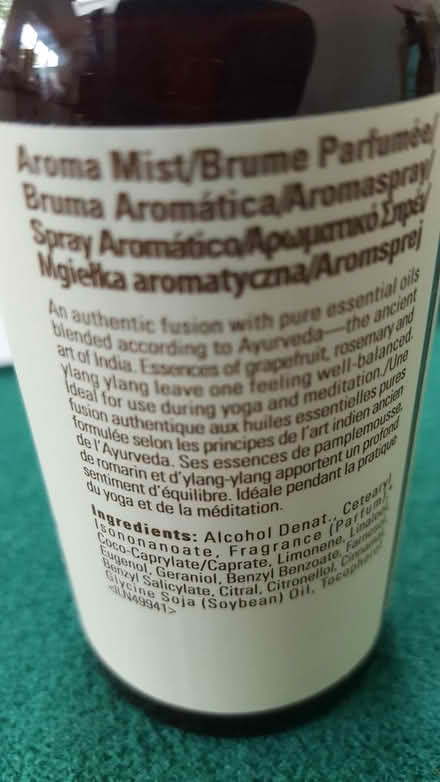 Aroma Mist/Brume Parfumée/
Bruma Aromática/Aromaspray/
Spray Aromático/Αρωματικό Σπρέι/
Mgiełka aromatyczna/Aromsprej
An authentic fusion with pure essential oils
blended according to Ayurveda—the ancient
art of India. Essences of grapefruit, rosemary and
ylang ylang leave one feeling well-balanced.
Ideal for use during yoga and meditation./Une
fusion authentique aux huiles essentielles pures
formulée selon les principes de l'art indien ancien
de l'Ayurveda. Ses essences de pamplemousse,
de romarin et d'ylang-ylang apportent un profond
sentiment d'équilibre. Idéale pendant la pratique
du yoga et de la méditation.
Ingredients: Alcohol Denat., Cetearyl
Isononanoate, Fragrance (Parfum),
Coco-Caprylate/Caprate, Limonene, Linalool,
Eugenol, Geraniol, Benzyl Benzoate, Farnesol,
Benzyl Salicylate, Citral, Citronellol,
Glycine Soja (Soybean) Oil, Tocopherol
<ILN49941>